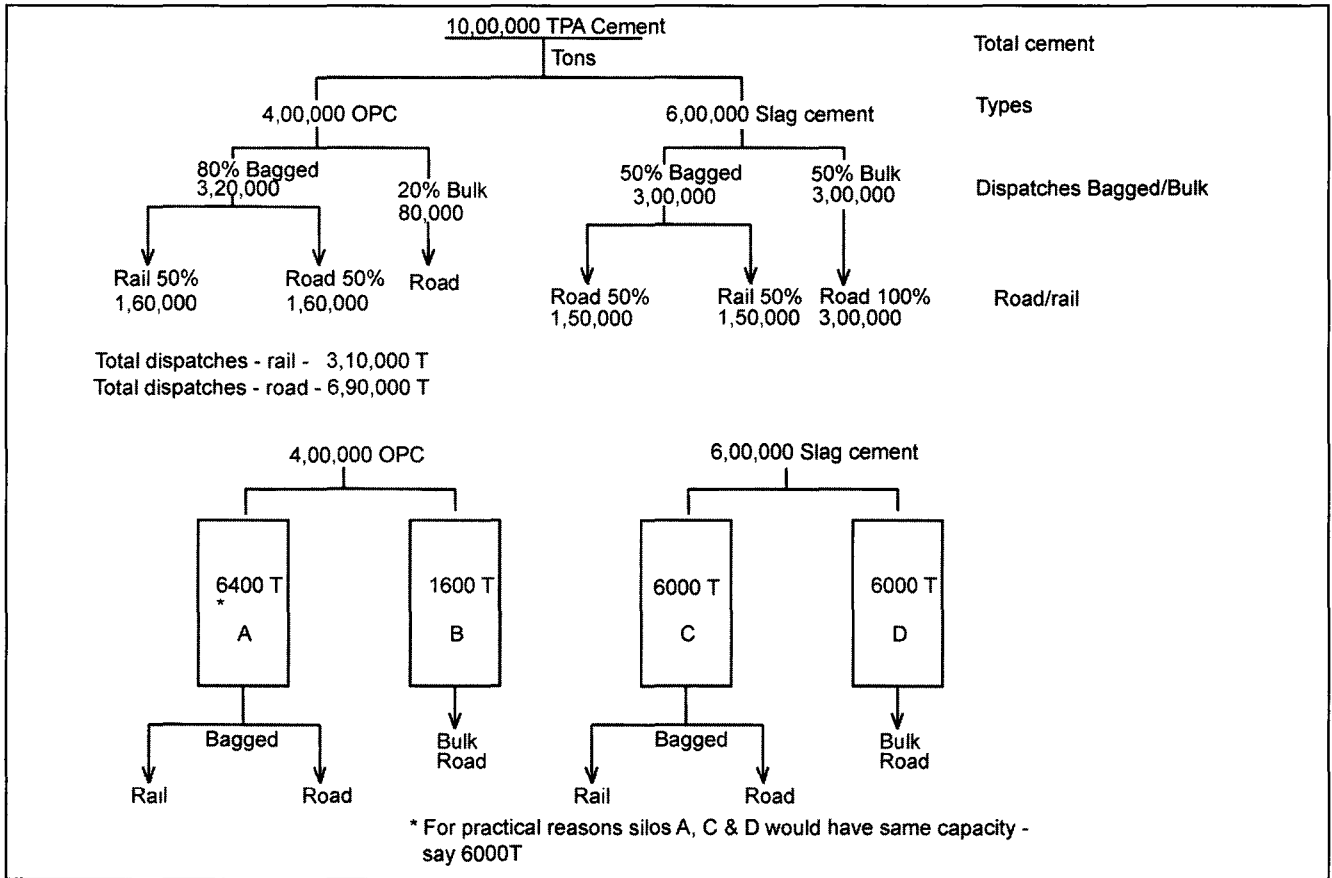 10,00,000 TPA Cement
Total cement
Tons
4,00,000 OPC
6,00,000 Slag cement
Types
80% Bagged
3,20,000
20% Bulk
80,000
50% Bagged
3,00,000
50% Bulk
3,00,000
Dispatches Bagged/Bulk
Rail 50%
1,60,000
Road 50%
1,60,000
Road
Road 50%
1,50,000
Rail 50%
1,50,000
Road 100%
3,00,000
Road/rail
Total dispatches - rail - 3,10,000 T
Total dispatches - road - 6,90,000 T
4,00,000 OPC
6,00,000 Slag cement
6400 T
*
A
1600 T
B
6000 T
C
6000 T
D
Bagged
Bulk
Road
Bagged
Bulk
Road
Rail
Road
Rail
Road
* For practical reasons silos A, C & D would have same capacity -
say 6000T